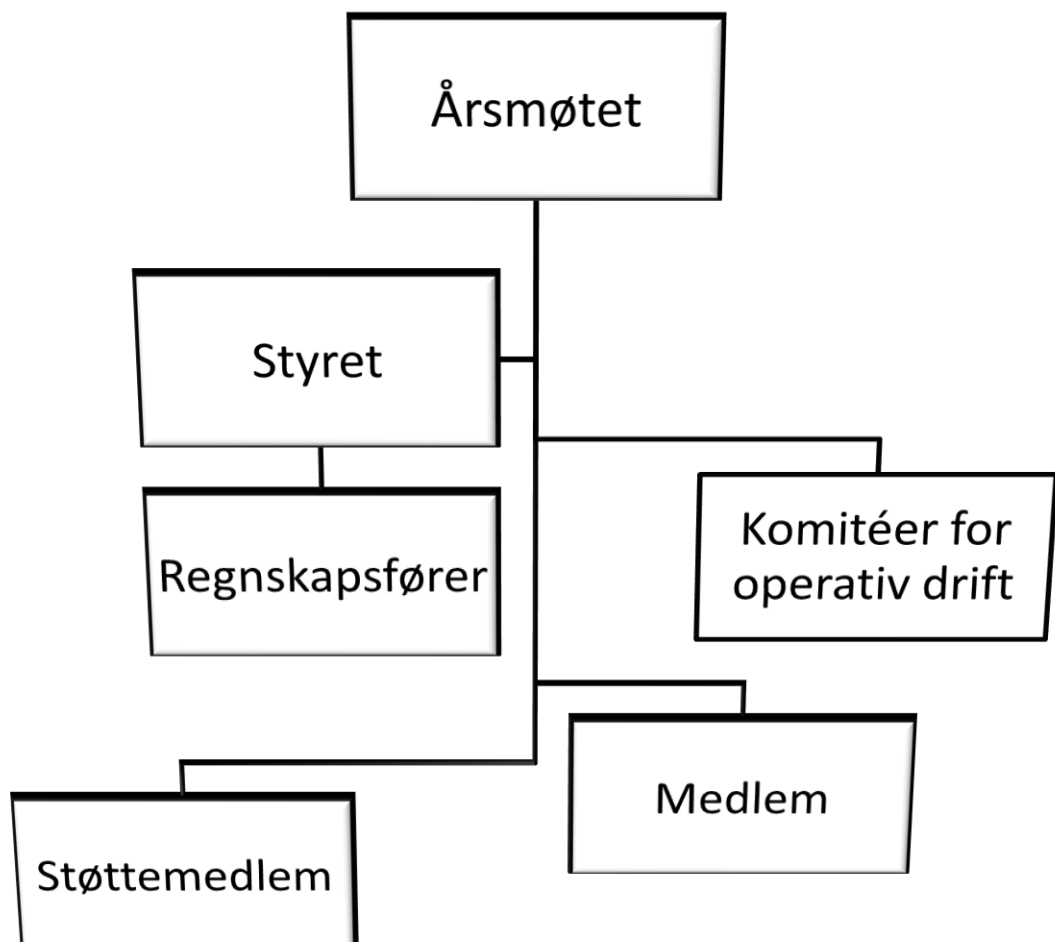 Årsmøtet
Styret
Regnskapsfører
Komitéer for
operativ drift
Medlem
Støttemedlem